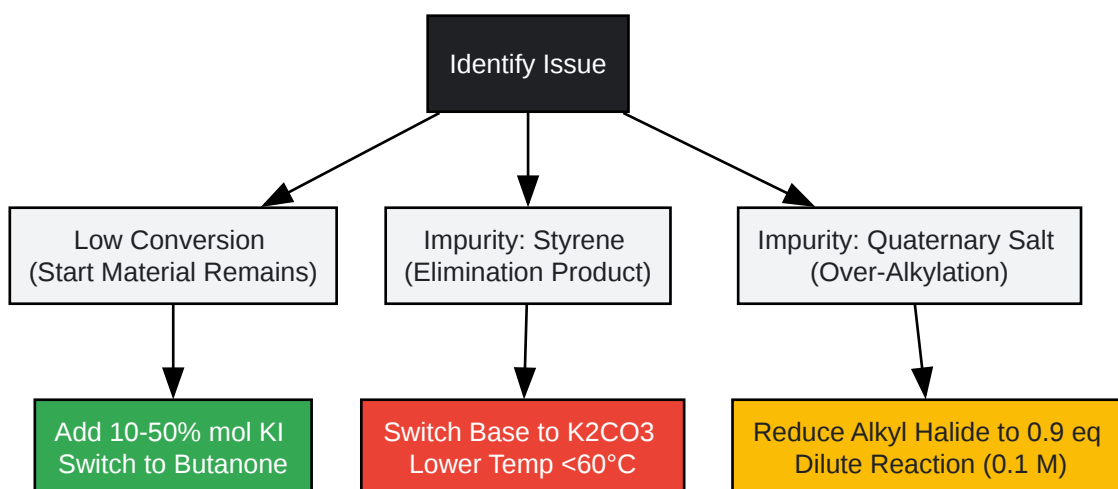 Identify Issue
Low Conversion
(Start Material Remains)
Impurity: Styrene
(Elimination Product)
Impurity: Quaternary Salt
(Over-Alkylation)
Add 10-50% mol KI
Switch to Butanone
Switch Base to K2CO3
Lower Temp <60°C
Reduce Alkyl Halide to 0.9 eq
Dilute Reaction (0.1 M)